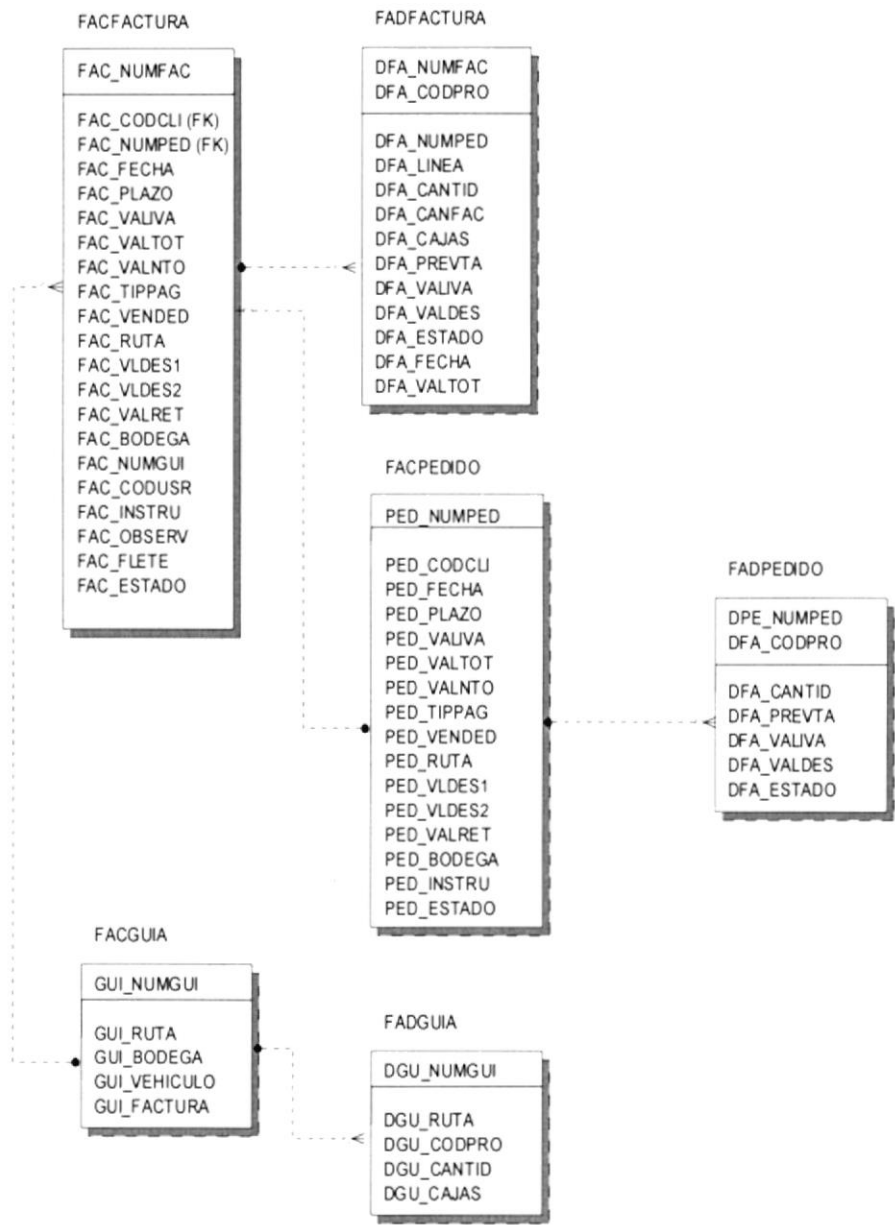 FACFACTURA
FAC_NUMFAC
FAC_CODCLI (FK)
FAC_NUMPED (FK)
FAC_FECHA
FAC_PLAZO
FAC_VALIVA
FAC_VALTOT
FAC_VALNTO
FAC_TIPPAG
FAC_VENDED
FAC_RUTA
FAC_VLDES1
FAC_VLDES2
FAC_VALRET
FAC_BODEGA
FAC_NUMGUI
FAC_CODUSR
FAC_INSTRU
FAC_OBSERV
FAC_FLETE
FAC_ESTADO
FADFACTURA
DFA_NUMFAC
DFA_CODPRO
DFA_NUMPED
DFA_LINEA
DFA_CANTID
DFA_CANFAC
DFA_CAJAS
DFA_PREVTA
DFA_VALIVA
DFA_VALDES
DFA_ESTADO
DFA_FECHA
DFA_VALTOT
FACPEDIDO
PED_NUMPED
PED_CODCLI
PED_FECHA
PED_PLAZO
PED_VALIVA
PED_VALTOT
PED_VALNTO
PED_TIPPAG
PED_VENDED
PED_RUTA
PED_VLDES1
PED_VLDES2
PED_VALRET
PED_BODEGA
PED_INSTRU
PED_ESTADO
FADPEDIDO
DPE_NUMPED
DFA_CODPRO
DFA_CANTID
DFA_PREVTA
DFA_VALIVA
DFA_VALDES
DFA_ESTADO
FACGUIA
GUI_NUMGUI
GUI_RUTA
GUI_BODEGA
GUI_VEHICULO
GUI_FACTURA
FADGUIA
DGU_NUMGUI
DGU_RUTA
DGU_CODPRO
DGU_CANTID
DGU_CAJAS